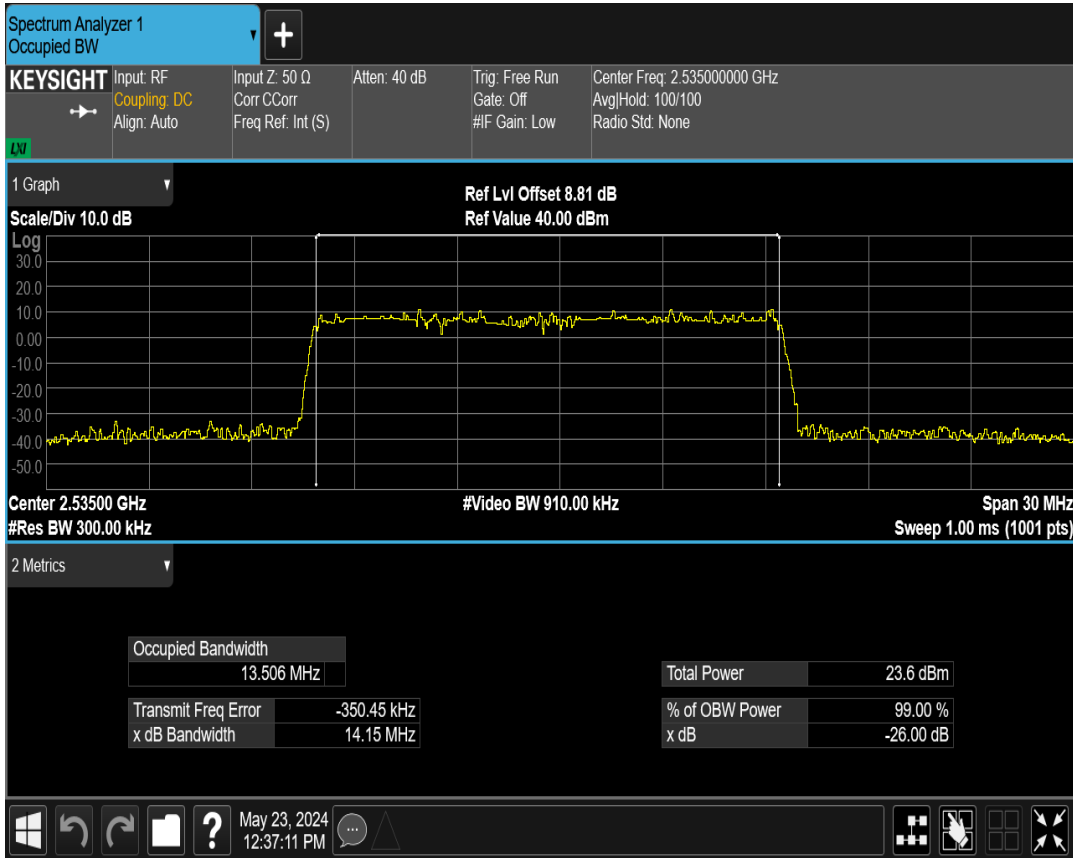 Spectrum Analyzer 1
Occupied BW
KEYSIGHT
LXI
Input: RF
Coupling: DC
Align: Auto
Input Z: 50 Ω
Corr CCorr
Freq Ref: Int (S)
Atten: 40 dB
Trig: Free Run
Gate: Off
#IF Gain: Low
Center Freq: 2.535000000 GHz
Avg|Hold: 100/100
Radio Std: None
1 Graph
Scale/Div 10.0 dB
Ref Lvl Offset 8.81 dB
Ref Value 40.00 dBm
Log
30.0
20.0
10.0
0.00
-10.0
-20.0
-30.0
-40.0
-50.0
Center 2.53500 GHz
#Video BW 910.00 kHz
Span 30 MHz
#Res BW 300.00 kHz
Sweep 1.00 ms (1001 pts)
2 Metrics
Occupied Bandwidth
13.506 MHz
Total Power 23.6 dBm
Transmit Freq Error -350.45 kHz
% of OBW Power 99.00 %
x dB Bandwidth 14.15 MHz
x dB -26.00 dB
May 23, 2024
12:37:11 PM